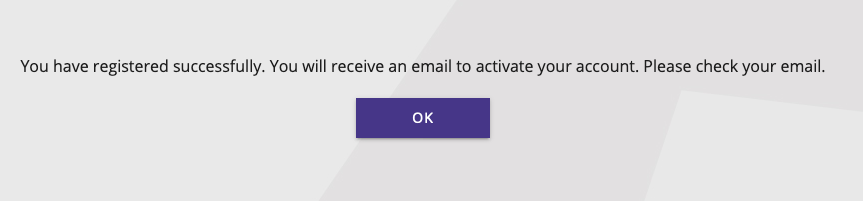 You have registered successfully. You will receive an email to activate your account. Please check your email.
OK